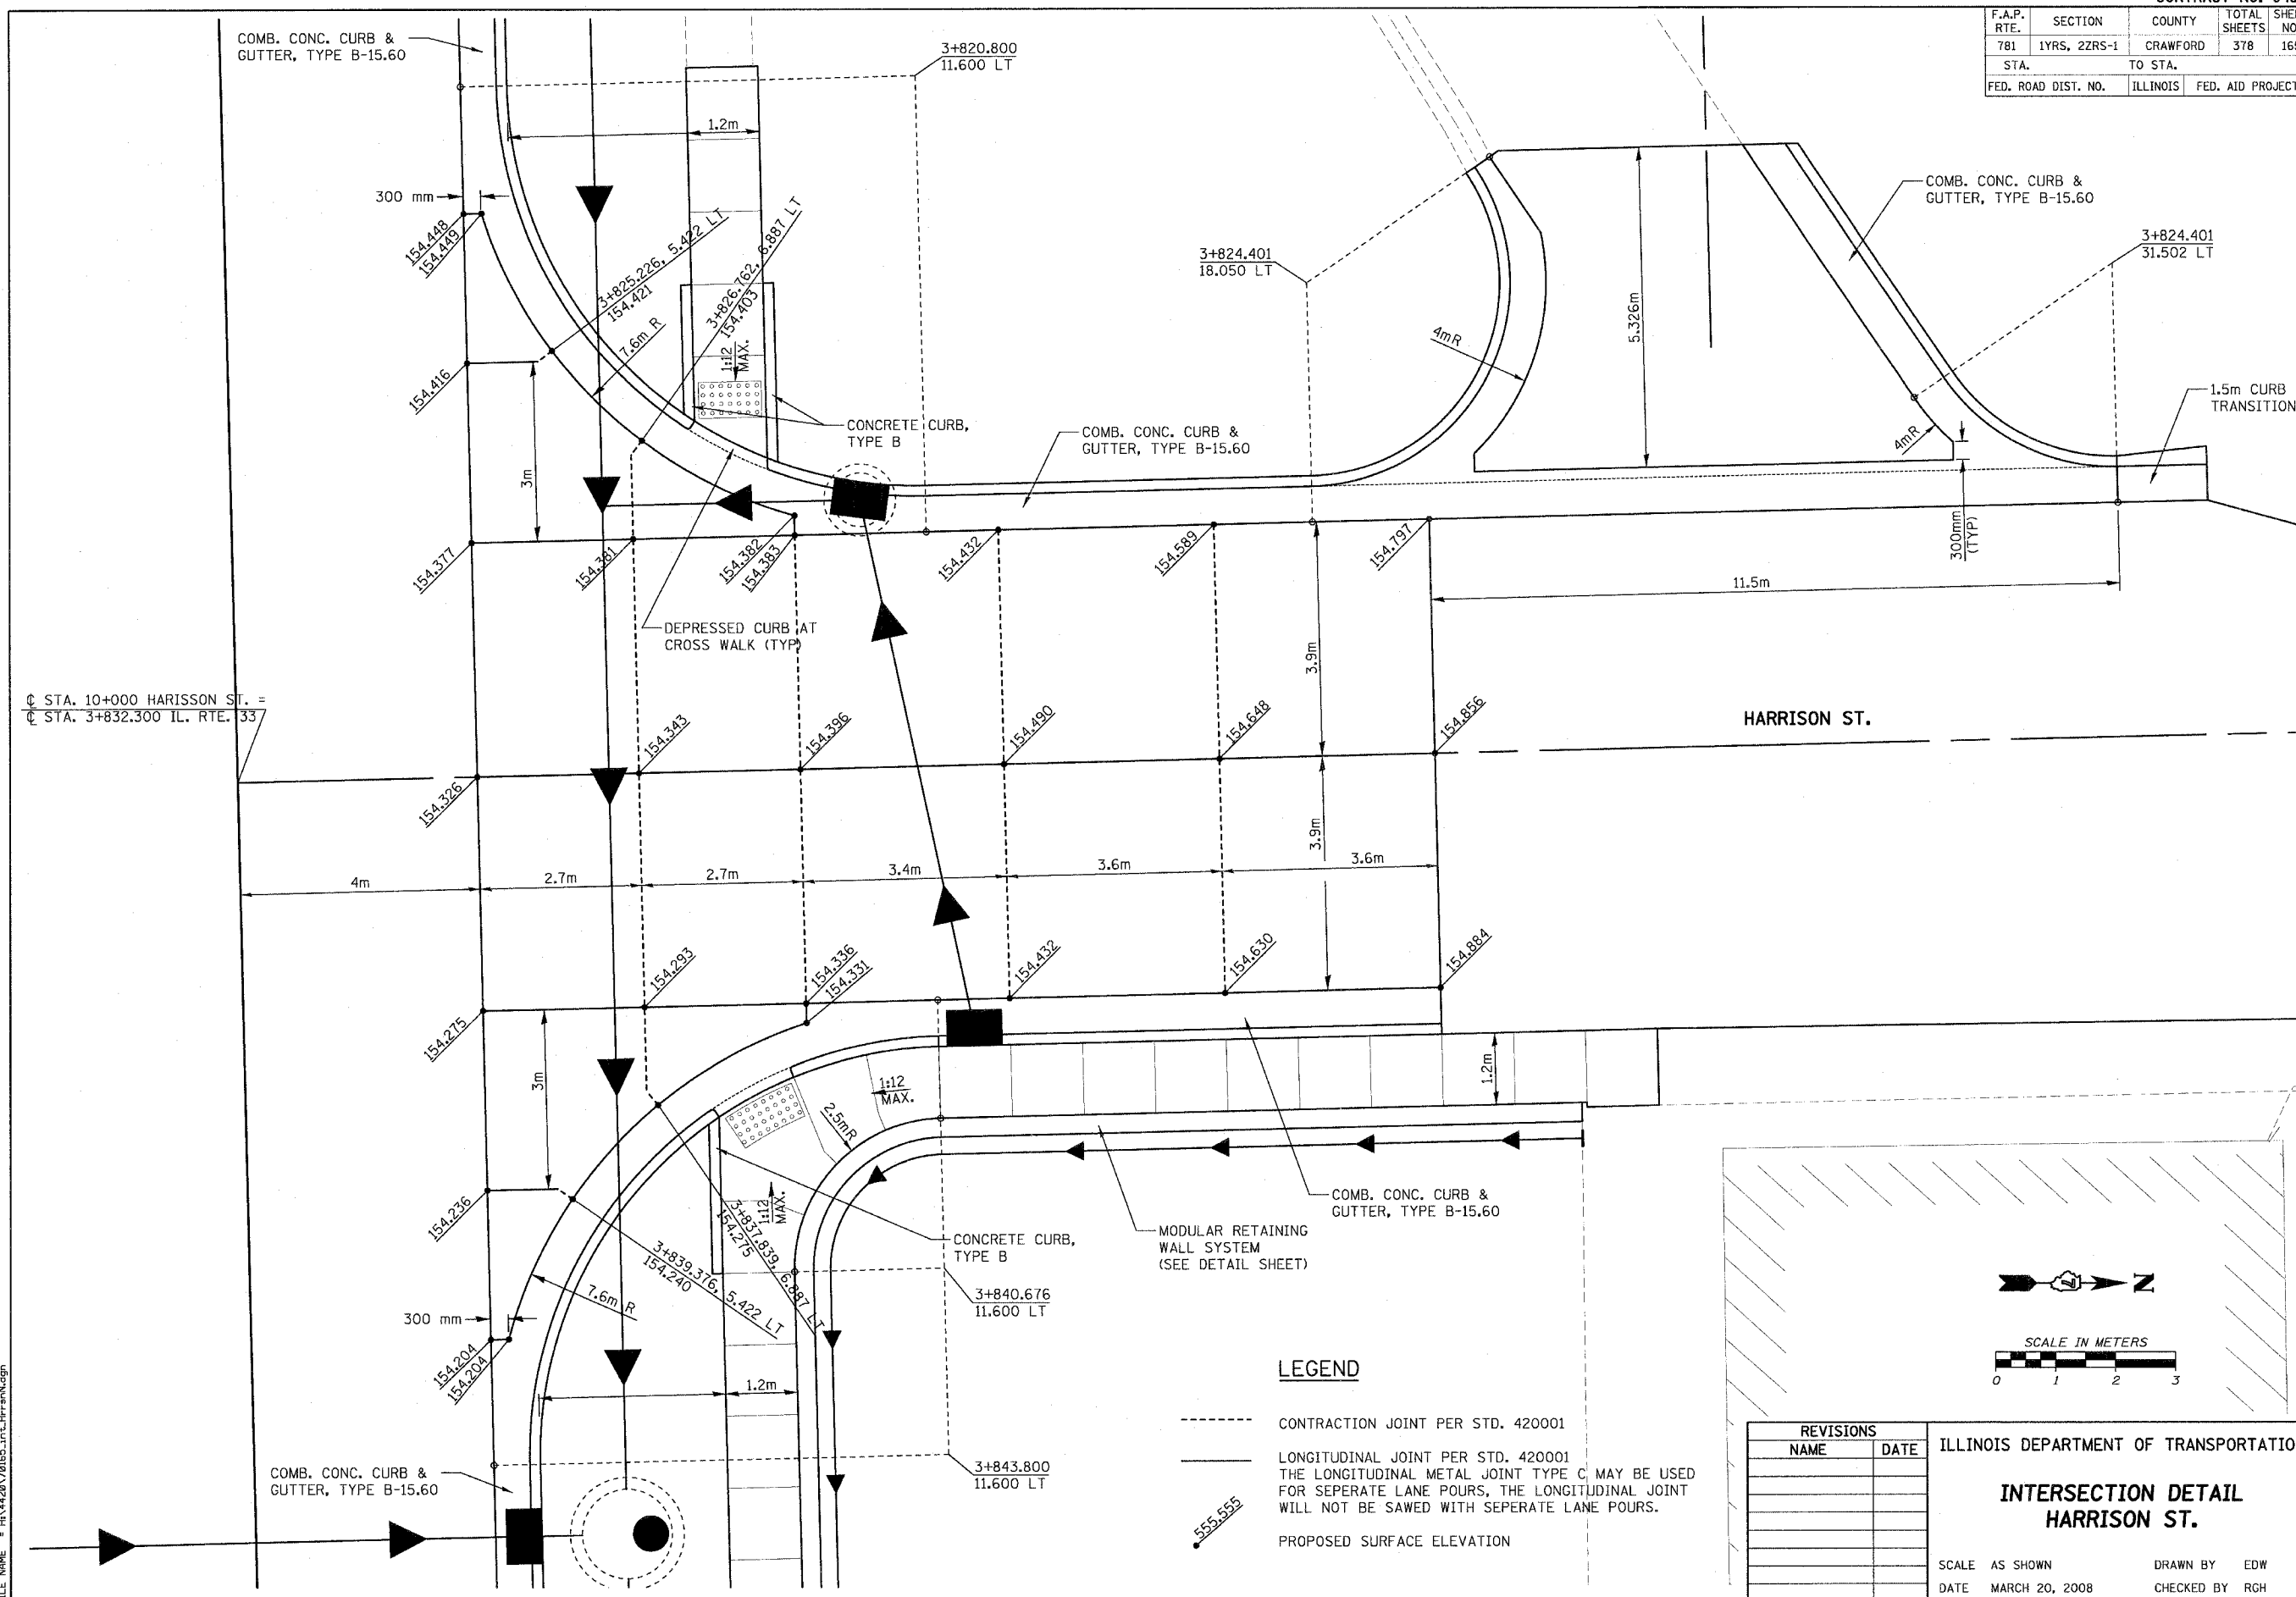 F.A.P. RTE. SECTION COUNTY TOTAL SHEETS
781 1YRS, 2ZRS-1 CRAWFORD 378
STA. TO STA.
FED. ROAD DIST. NO. ILLINOIS FED. AID PROJECT
COMB. CONC. CURB &
GUTTER, TYPE B-15.60
3+820.800
11.600 LT
1.2m
300 mm
154.448
154.449
3+825.226, 5.422 LT
154.421
3+826.762, 6.887 LT
154.403
7.6m R
1:12
MAX.
154.416
3m
CONCRETE CURB,
TYPE B
COMB. CONC. CURB &
GUTTER, TYPE B-15.60
3+824.401
18.050 LT
4mR
5.326m
COMB. CONC. CURB &
GUTTER, TYPE B-15.60
3+824.401
31.502 LT
1.5m CURB
TRANSITION
4mR
300mm
(TYP)
154.377
154.381
154.382
154.383
154.432
154.589
154.797
11.5m
DEPRESSED CURB AT
CROSS WALK (TYP)
3.9m
℄ STA. 10+000 HARISSON ST. =
℄ STA. 3+832.300 IL. RTE. 33
HARRISON ST.
154.326
154.343
154.396
154.490
154.648
154.856
3.9m
4m
2.7m
2.7m
3.4m
3.6m
3.6m
154.275
154.293
154.336
154.331
154.432
154.630
154.884
3m
1:12
MAX.
2.5mR
1.2m
154.236
1:12
MAX.
3+837.839, 6.887 LT
154.275
3+839.376, 5.422 LT
154.240
7.6m R
300 mm
154.204
154.204
CONCRETE CURB,
TYPE B
3+840.676
11.600 LT
MODULAR RETAINING
WALL SYSTEM
(SEE DETAIL SHEET)
COMB. CONC. CURB &
GUTTER, TYPE B-15.60
1.2m
3+843.800
11.600 LT
COMB. CONC. CURB &
GUTTER, TYPE B-15.60
LEGEND
CONTRACTION JOINT PER STD. 420001
LONGITUDINAL JOINT PER STD. 420001
THE LONGITUDINAL METAL JOINT TYPE C MAY BE USED
FOR SEPERATE LANE POURS, THE LONGITUDINAL JOINT
WILL NOT BE SAWED WITH SEPERATE LANE POURS.
555.555
PROPOSED SURFACE ELEVATION
Z
SCALE IN METERS
0 1 2 3
REVISIONS
NAME DATE
ILLINOIS DEPARTMENT OF TRANSPORTATIO
INTERSECTION DETAIL
HARRISON ST.
SCALE AS SHOWN DRAWN BY EDW
DATE MARCH 20, 2008 CHECKED BY RGH